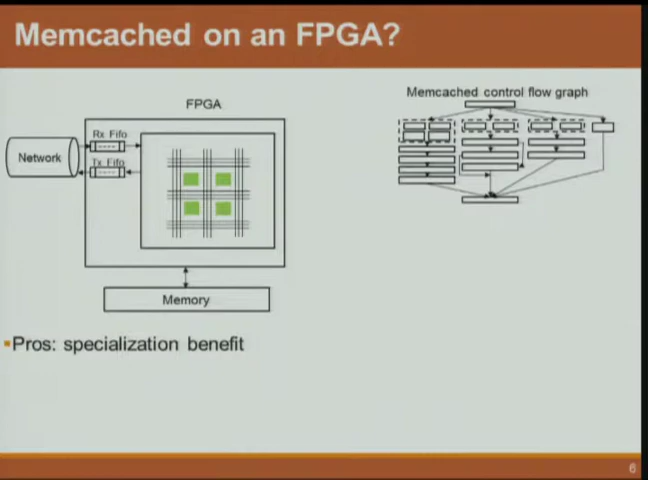 Memcached on an FPGA?
FPGA
Memcached control flow graph
Rx Fifo
Network
Tx Fifo
Memory
Pros: specialization benefit
6